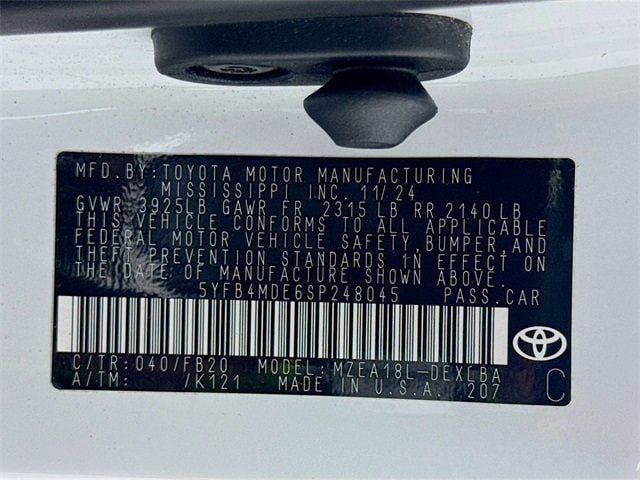 MFD. BY: TOYOTA MOTOR MANUFACTURING
MISSISSIPPI INC. 11/24
GVWR 3925LB GAWR FR 2315 LB RR 2140 LB
THIS VEHICLE CONFORMS TO ALL APPLICABLE
FEDERAL MOTOR VEHICLE SAFETY, BUMPER, AND
THEFT PREVENTION STANDARDS IN EFFECT ON
THE DATE OF MANUFACTURE SHOWN ABOVE.
5YFB4MDE6SP248045 PASS. CAR
C/TR: 040/FB20 MODEL: MZEA18L-DEXLBA
A/TM: /K121 MADE IN U.S.A. 207
C